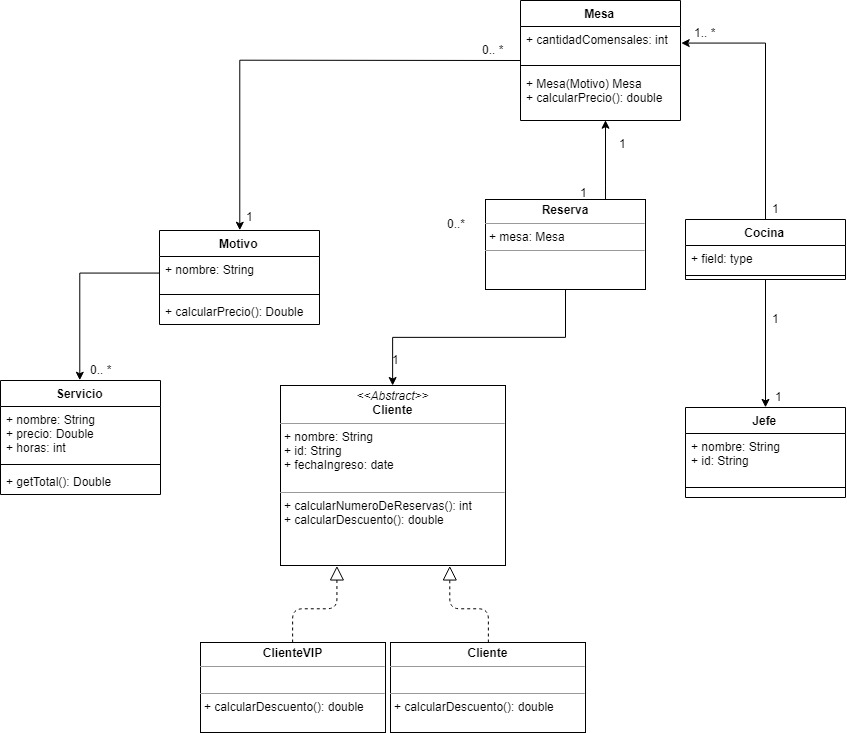 Mesa
+ cantidadComensales: int
+ Mesa(Motivo) Mesa
+ calcularPrecio(): double
0.. *
1.. *
1
1
Reserva
+ mesa: Mesa
0..*
1
Cocina
+ field: type
1
Motivo
+ nombre: String
+ calcularPrecio(): Double
1
0.. *
1
1
Servicio
+ nombre: String
+ precio: Double
+ horas: int
+ getTotal(): Double
<<Abstract>>
Cliente
+ nombre: String
+ id: String
+ fechaIngreso: date
+ calcularNumeroDeReservas(): int
+ calcularDescuento(): double
1
Jefe
+ nombre: String
+ id: String
ClienteVIP
+ calcularDescuento(): double
Cliente
+ calcularDescuento(): double